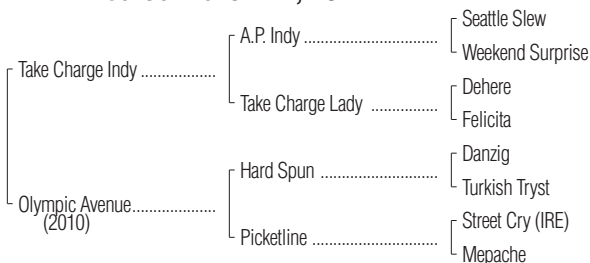 Seattle Slew
A.P. Indy ..............................
Weekend Surprise
Take Charge Indy .................
Dehere
Take Charge Lady ...............
Felicita
Danzig
Hard Spun ..........................
Turkish Tryst
Olympic Avenue...................
(2010)
Street Cry (IRE)
Picketline ............................
Mepache